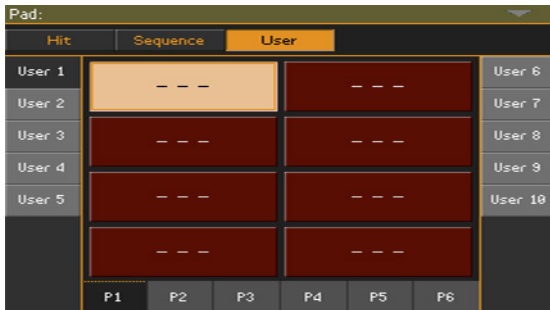 Pad:
Hit Sequence User
User 1 - - - - - - User 6
User 2 User 7
User 3 - - - - - - User 8
User 4 User 9
User 5 - - - - - - User 10
- - - - - -
P1 P2 P3 P4 P5 P6